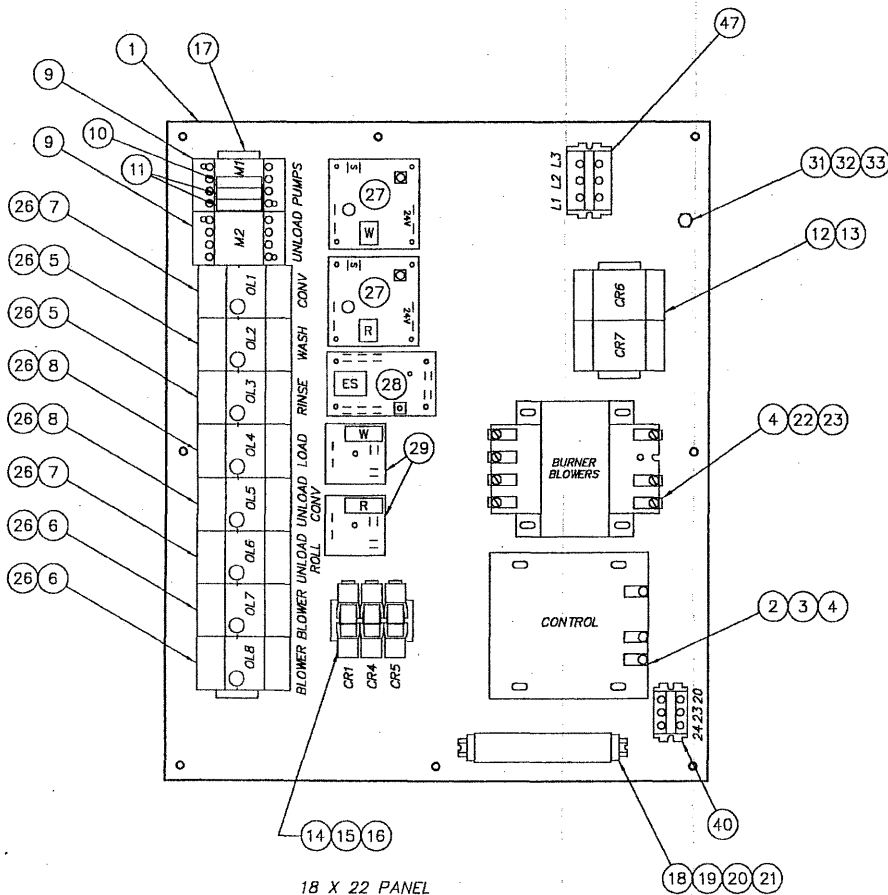 1
17
47
9
10
9
11
M1
M2
UNLOAD PUMPS
|S|
27
W
24V
L1 L2 L3
31 32 33
26 7
OL1
CONV
|S|
27
R
24V
12 13
CR6
CR7
26 5
OL2
WASH
26 5
OL3
RINSE
ES
28
26 8
OL4
LOAD
W
29
R
4 22 23
BURNER
BLOWERS
26 8
OL5
UNLOAD
CONV
26 7
OL6
UNLOAD
ROLL
26 6
OL7
BLOWER
26 6
OL8
BLOWER
CR1
CR4
CR5
CONTROL
2 3 4
24 23 20
14 15 16
40
18 19 20 21
18 X 22 PANEL